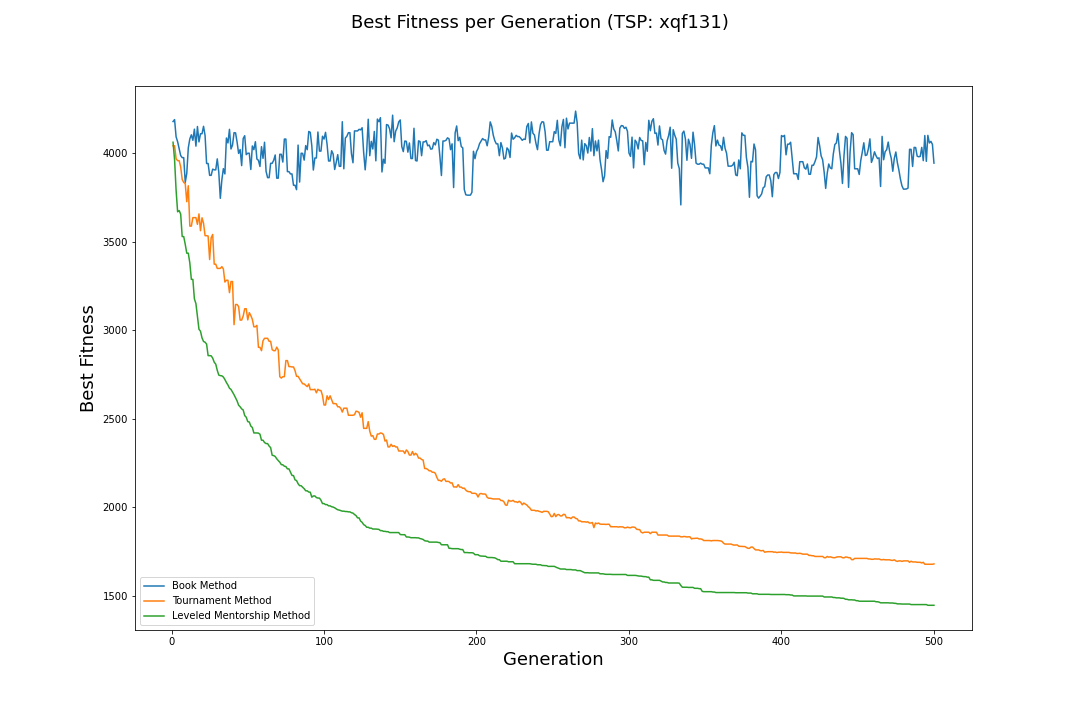 Best Fitness per Generation (TSP: xqf131)
Best Fitness
4000
3500
3000
2500
2000
1500
Book Method
Tournament Method
Leveled Mentorship Method
0 100 200 300 400 500
Generation